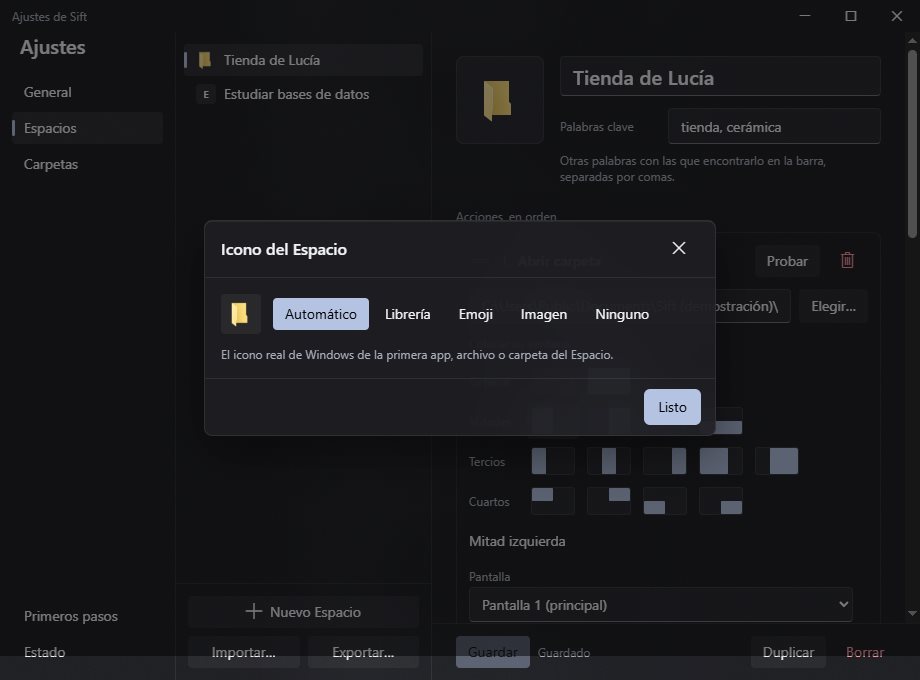 Ajustes de Sift
Ajustes
General
Espacios
Carpetas
Primeros pasos
Estado
Tienda de Lucía
E Estudiar bases de datos
Nuevo Espacio
Importar...
Exportar...
Tienda de Lucía
Palabras clave
tienda, cerámica
Otras palabras con las que encontrarlo en la barra,
separadas por comas.
Acciones, en orden
Abrir carpeta
Probar
Elegir...
Icono del Espacio
Automático
Librería
Emoji
Imagen
Ninguno
El icono real de Windows de la primera app, archivo o carpeta del Espacio.
Listo
Tercios
Cuartos
Mitad izquierda
Pantalla
Pantalla 1 (principal)
Guardar
Guardado
Duplicar
Borrar